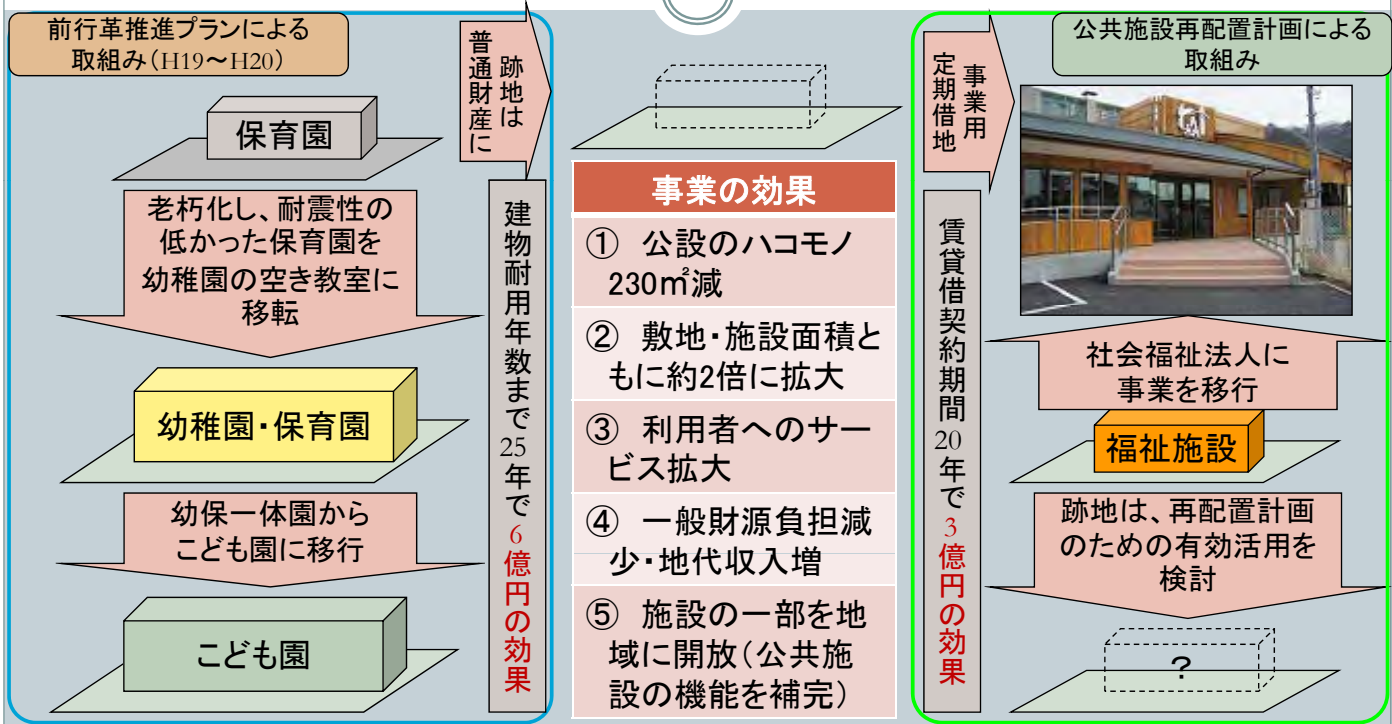 前行革推進プランによる
取組み（H19～H20）
保育園
老朽化し、耐震性の
低かった保育園を
幼稚園の空き教室に
移転
幼稚園・保育園
幼保一体園から
こども園に移行
こども園
跡地は
普通財産に
建物耐用年数まで25年で6億円の効果
事業の効果
① 公設のハコモノ
230㎡減
② 敷地・施設面積と
もに約2倍に拡大
③ 利用者へのサー
ビス拡大
④ 一般財源負担減
少・地代収入増
⑤ 施設の一部を地
域に開放（公共施
設の機能を補完）
事業用
定期借地
賃貸借契約期間20年で3億円の効果
公共施設再配置計画による
取組み
社会福祉法人に
事業を移行
福祉施設
跡地は、再配置計画
のための有効活用を
検討
？